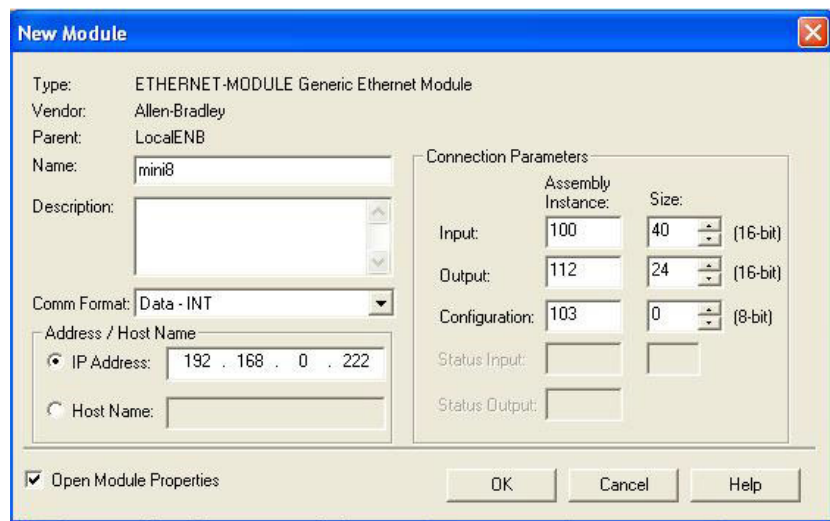 New Module
Type: ETHERNET-MODULE Generic Ethernet Module
Vendor: Allen-Bradley
Parent: LocalENB
Name: mini8
Description:
Comm Format: Data - INT
Address / Host Name
IP Address: 192 . 168 . 0 . 222
Host Name:
Connection Parameters
Assembly Instance: Size:
Input: 100 40 (16-bit)
Output: 112 24 (16-bit)
Configuration: 103 0 (8-bit)
Status Input:
Status Output:
Open Module Properties
OK Cancel Help